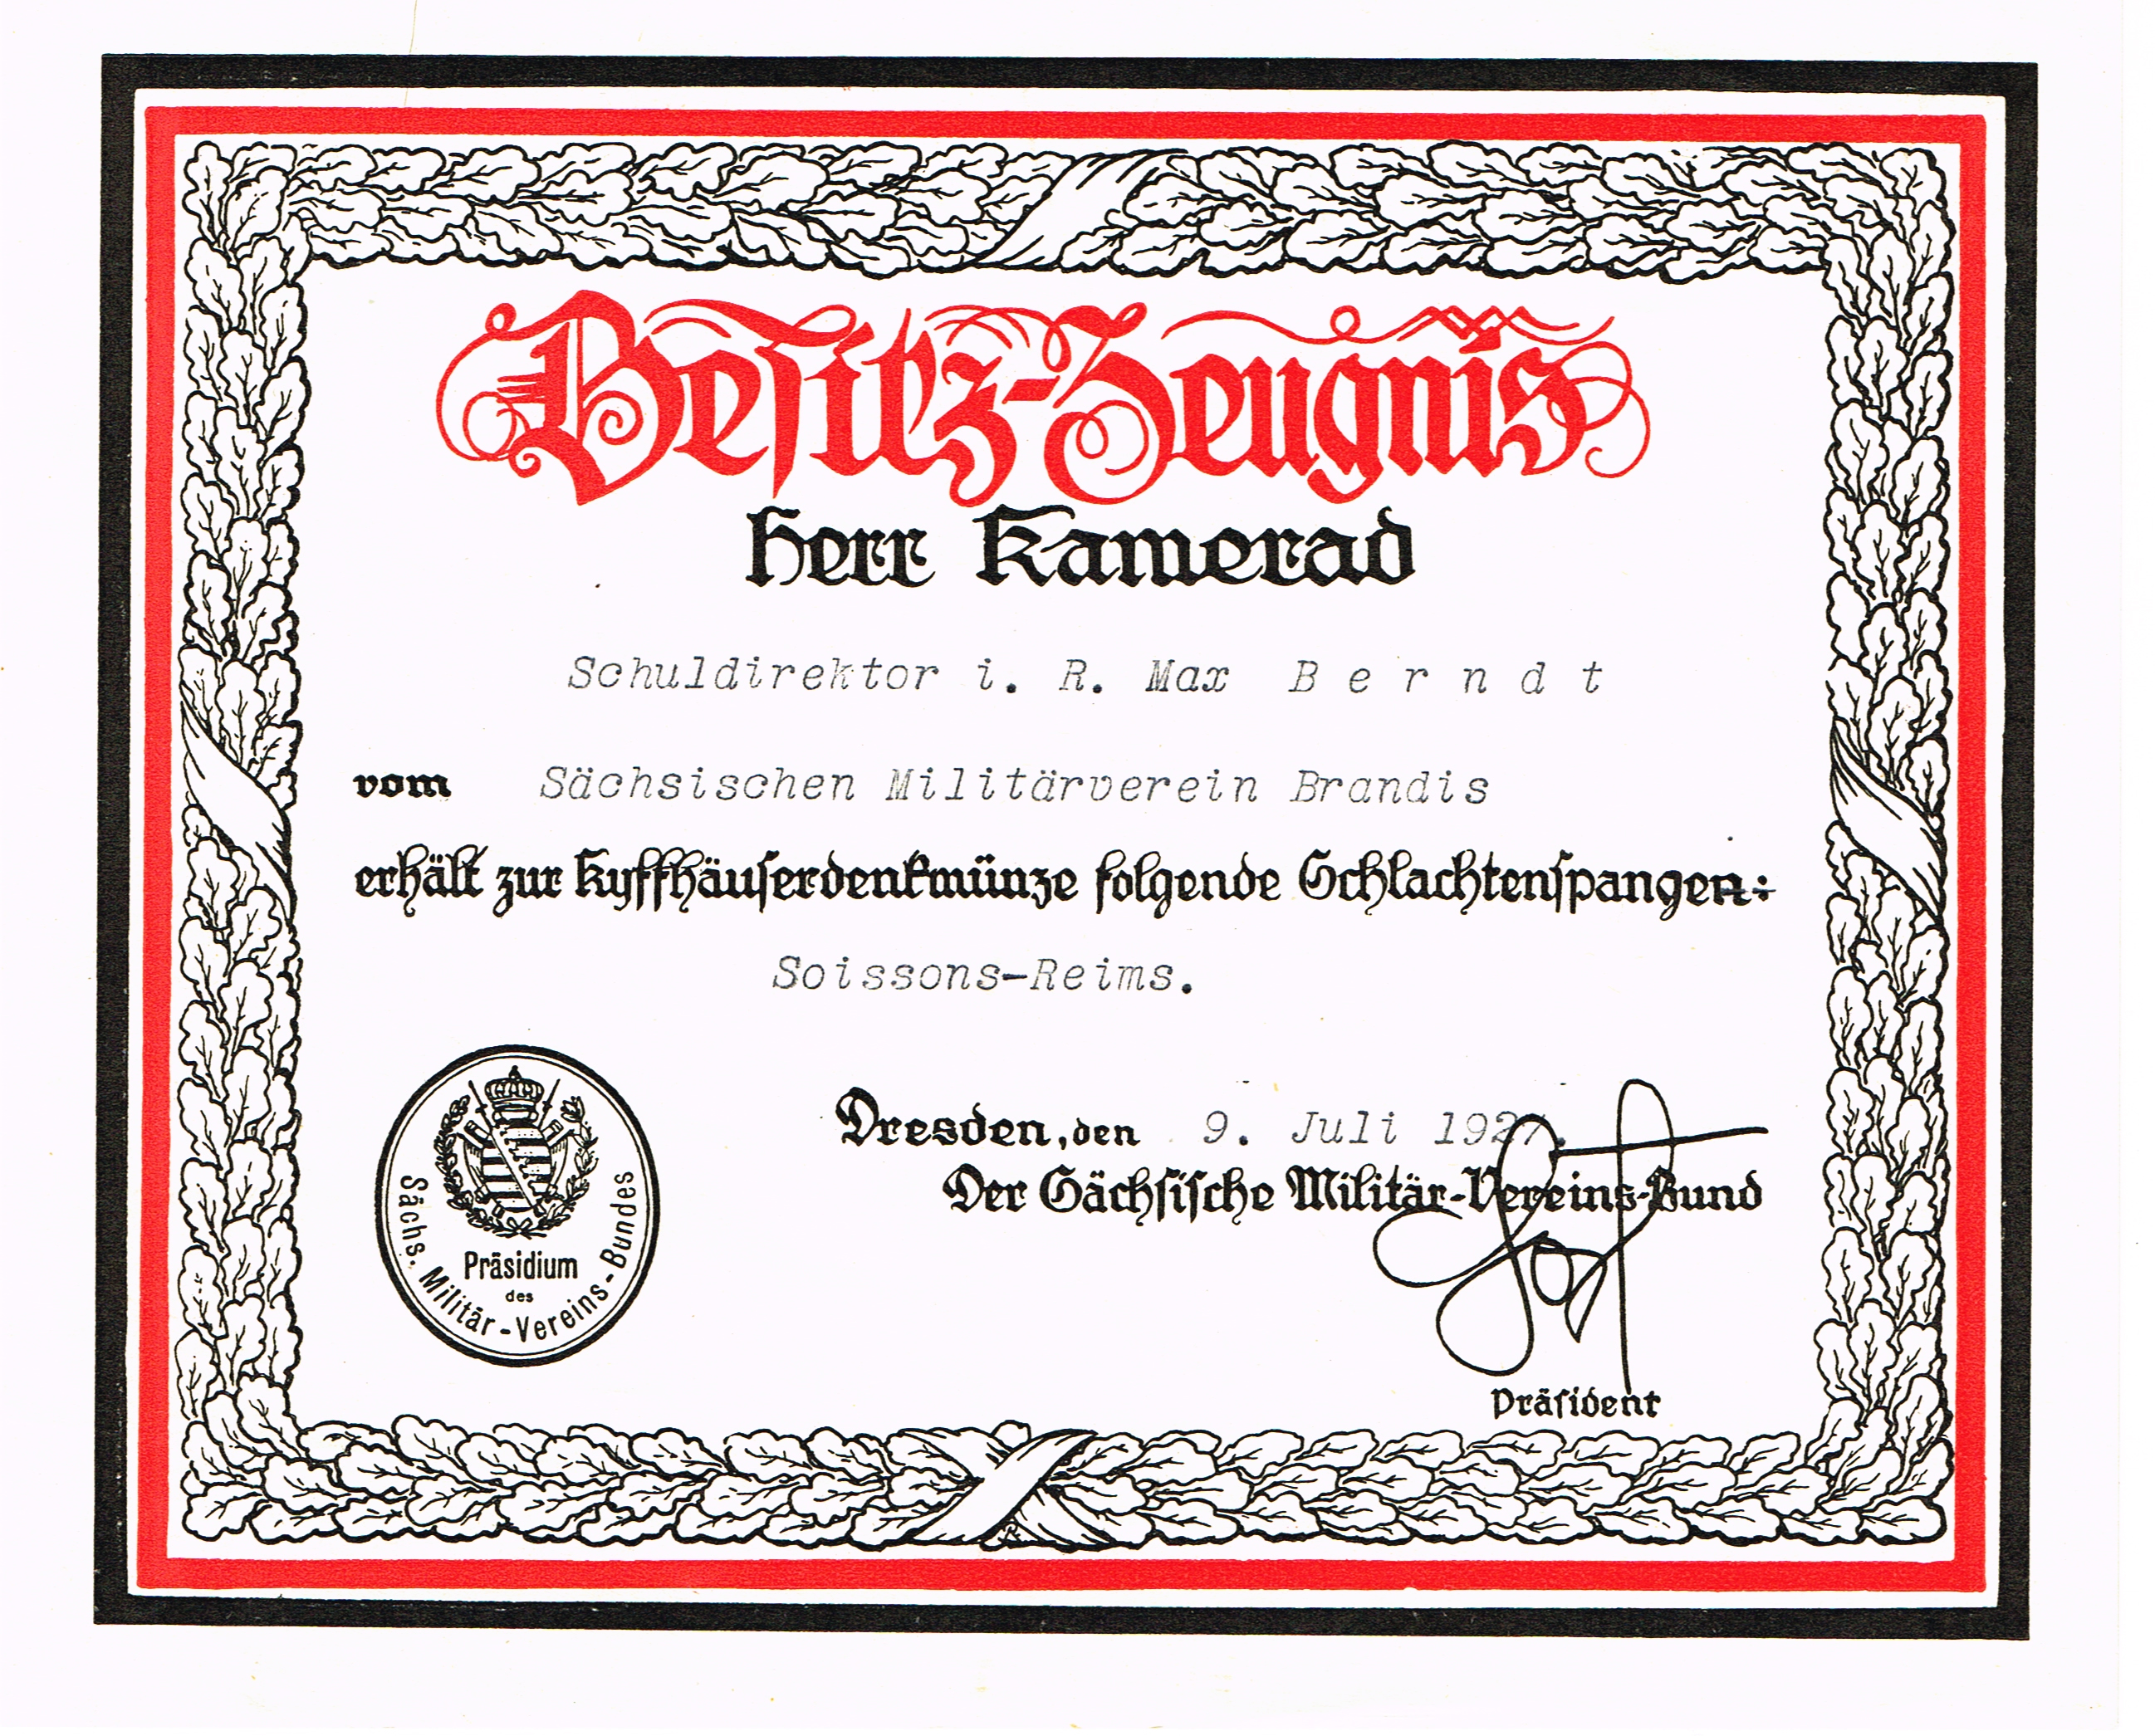 Besitz-Zeugnis
Herr Kamerad
Schuldirektor i. R. Max B e r n d t
vom Sächsischen Militärverein Brandis
erhält zur Kyffhäuserdenkmünze folgende Schlachtenspangen:
Soissons-Reims.
Dresden, den 9. Juli 1927.
Der Sächsische Militär-Vereins-Bund
Präsident
Präsidium
des
Sächs. Militär-Vereins-Bundes